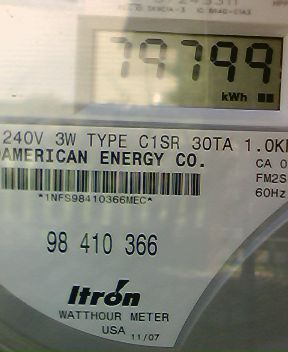 79799
kWh
240V 3W TYPE C1SR 30TA 1.0K
AMERICAN ENERGY CO.
CA 0
FM2S
60Hz
*1NFS98410366MEC*
98 410 366
Itrón
WATTHOUR METER
USA 11/07